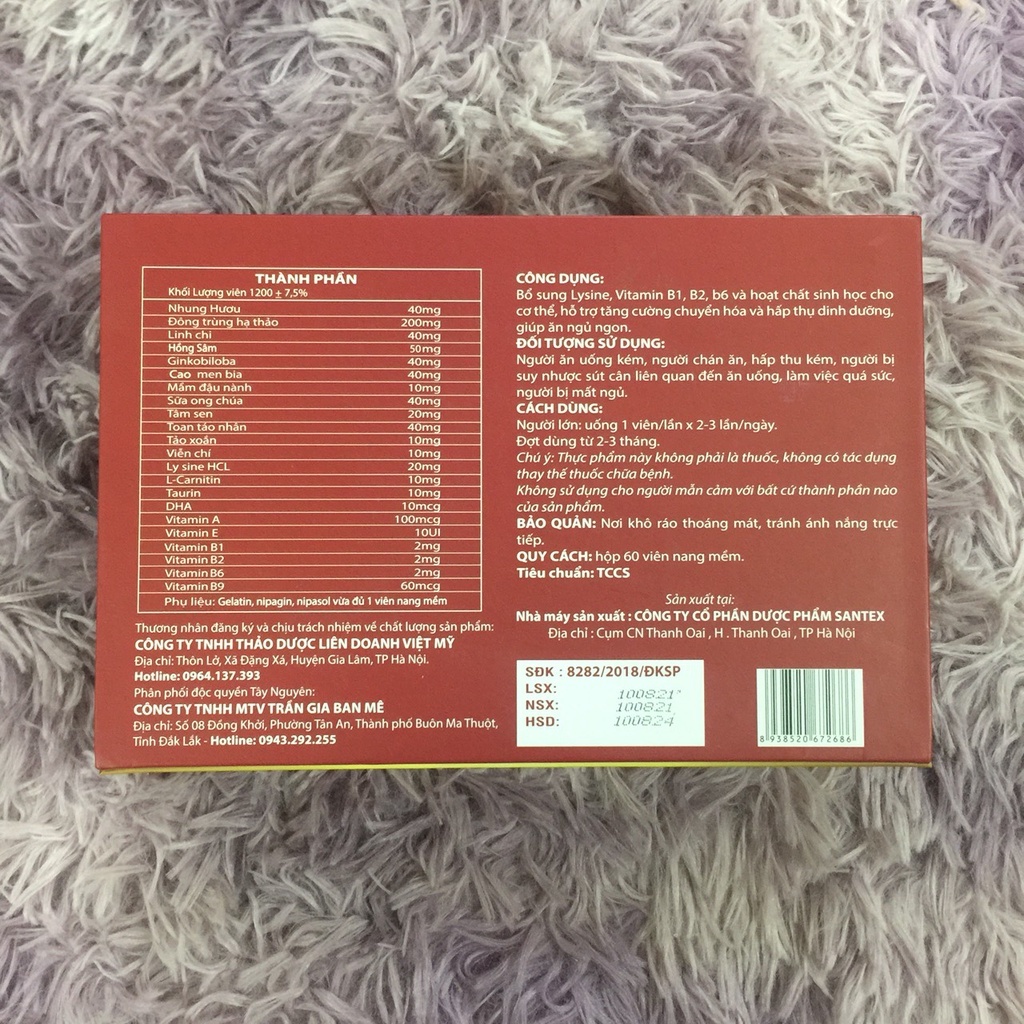 THÀNH PHẦN
Khối Lượng viên 1200 ± 7,5%
Nhung Hươu 40mg
Đông trùng hạ thảo 200mg
Linh chi 40mg
Hồng Sâm 50mg
Ginkobiloba 40mg
Cao men bia 40mg
Mầm đậu nành 10mg
Sữa ong chúa 40mg
Tâm sen 20mg
Toan táo nhân 40mg
Tảo xoắn 10mg
Viễn chí 10mg
Ly sine HCL 20mg
L-Carnitin 10mg
Taurin 10mg
DHA 10mcg
Vitamin A 100mcg
Vitamin E 10UI
Vitamin B1 2mg
Vitamin B2 2mg
Vitamin B6 2mg
Vitamin B9 60mcg
Phụ liệu: Gelatin, nipagin, nipasol vừa đủ 1 viên nang mềm
Thương nhân đăng ký và chịu trách nhiệm về chất lượng sản phẩm:
CÔNG TY TNHH THẢO DƯỢC LIÊN DOANH VIỆT MỸ
Địa chỉ: Thôn Lở, Xã Đặng Xá, Huyện Gia Lâm, TP Hà Nội.
Hotline: 0964.137.393
Phân phối độc quyền Tây Nguyên:
CÔNG TY TNHH MTV TRẦN GIA BAN MÊ
Địa chỉ: Số 08 Đồng Khởi, Phường Tân An, Thành phố Buôn Ma Thuột,
Tỉnh Đắk Lắk - Hotline: 0943.292.255
CÔNG DỤNG:
Bổ sung Lysine, Vitamin B1, B2, b6 và hoạt chất sinh học cho
cơ thể, hỗ trợ tăng cường chuyển hóa và hấp thụ dinh dưỡng,
giúp ăn ngủ ngon.
ĐỐI TƯỢNG SỬ DỤNG:
Người ăn uống kém, người chán ăn, hấp thu kém, người bị
suy nhược sút cân liên quan đến ăn uống, làm việc quá sức,
người bị mất ngủ.
CÁCH DÙNG:
Người lớn: uống 1 viên/lần x 2-3 lần/ngày.
Đợt dùng từ 2-3 tháng.
Chú ý: Thực phẩm này không phải là thuốc, không có tác dụng
thay thế thuốc chữa bệnh.
Không sử dụng cho người mẫn cảm với bất cứ thành phần nào
của sản phẩm.
BẢO QUẢN: Nơi khô ráo thoáng mát, tránh ánh nắng trực
tiếp.
QUY CÁCH: hộp 60 viên nang mềm.
Tiêu chuẩn: TCCS
Sản xuất tại:
Nhà máy sản xuất : CÔNG TY CỔ PHẦN DƯỢC PHẨM SANTEX
Địa chỉ : Cụm CN Thanh Oai , H . Thanh Oai , TP Hà Nội
SĐK : 8282/2018/ĐKSP
LSX: 100821
NSX: 100821
HSD: 100824
8 938520 672686